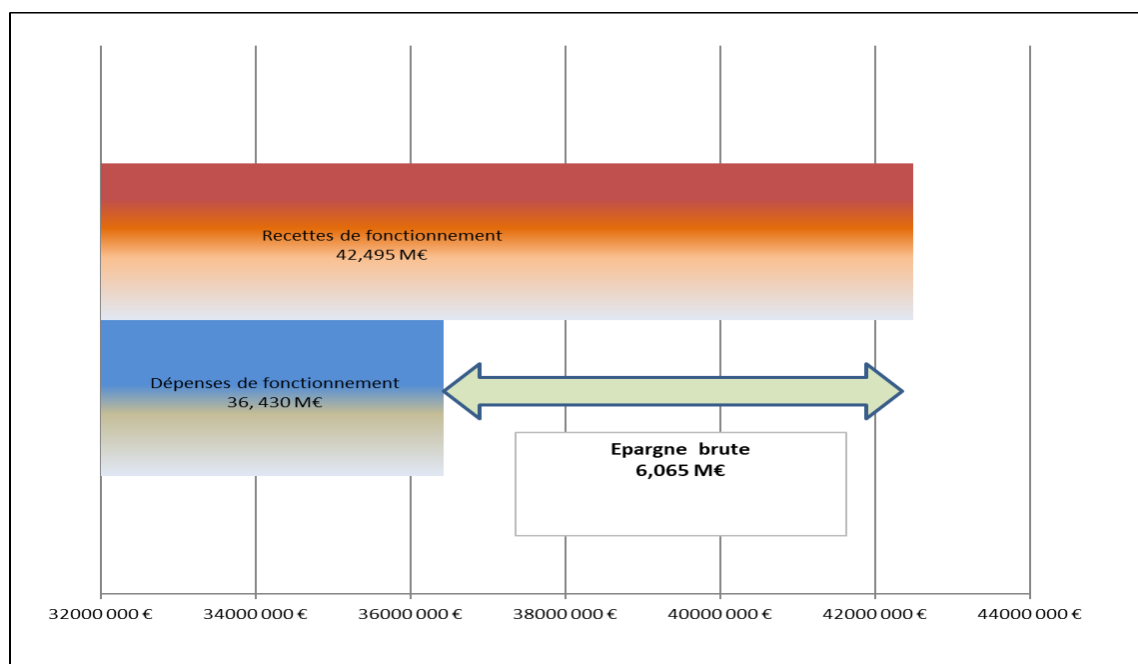 Recettes de fonctionnement
42,495 M€
Dépenses de fonctionnement
36, 430 M€
Epargne brute
6,065 M€
32000 000 € 34000 000 € 36000 000 € 38000 000 € 40000 000 € 42000 000 € 44000 000 €